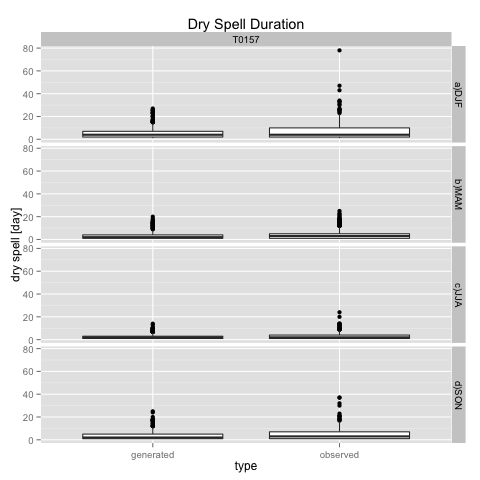 Dry Spell Duration
T0157
80
60
40
20
0
a)DJF
80
60
40
20
0
b)MAM
80
60
40
20
0
c)JJA
80
60
40
20
0
d)SON
dry spell [day]
generated observed
type